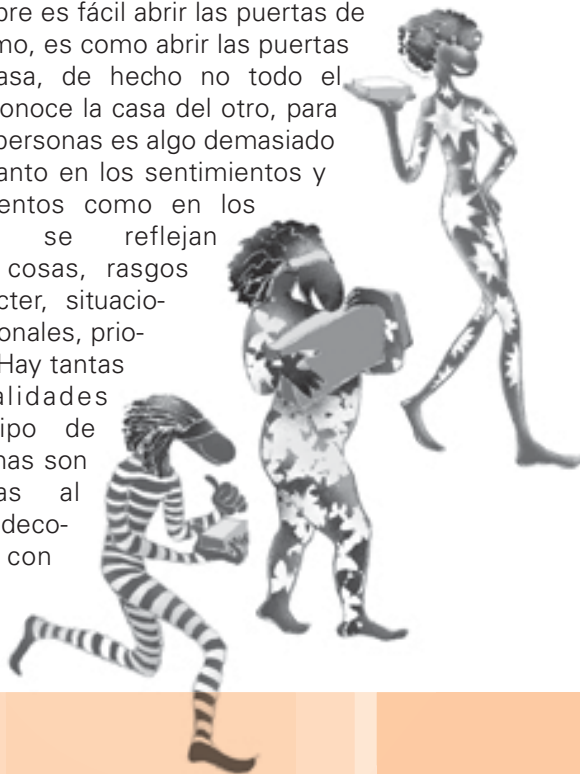 bre es fácil abrir las puertas de
mo, es como abrir las puertas
asa, de hecho no todo el
onoce la casa del otro, para
personas es algo demasiado
anto en los sentimientos y
entos como en los
se reflejan
cosas, rasgos
cter, situacio-
onales, prio-
Hay tantas
alidades
ipo de
nas son
as al
deco-
con